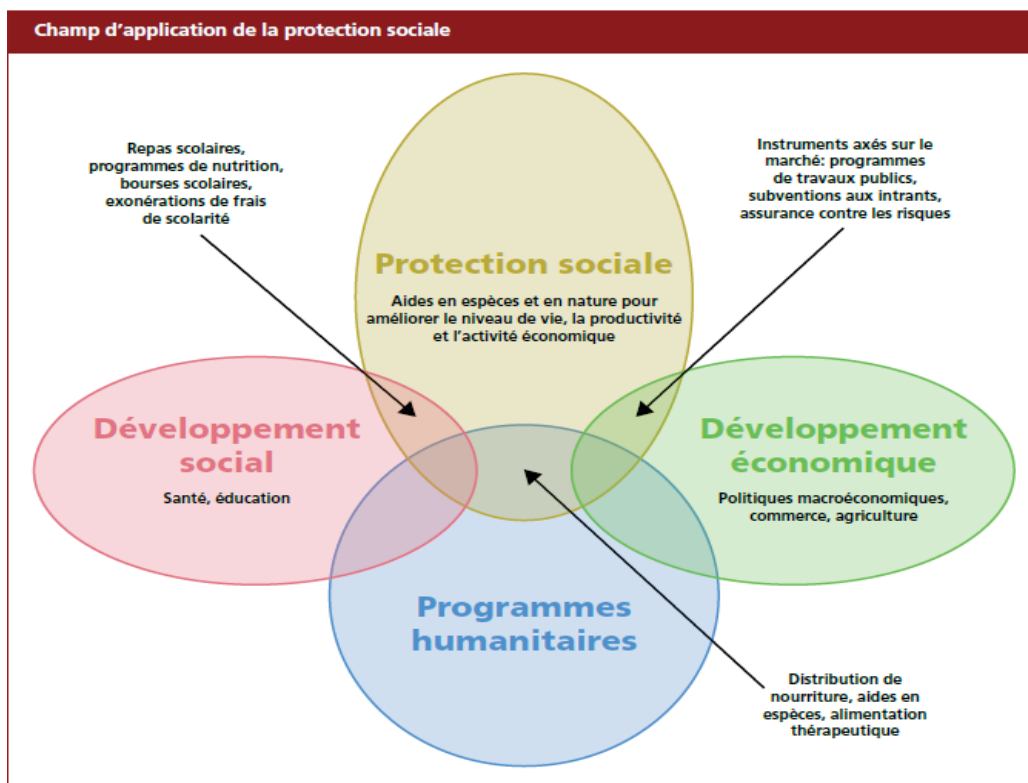 Champ d'application de la protection sociale
Repas scolaires,
programmes de nutrition,
bourses scolaires,
exonérations de frais
de scolarité
Instruments axés sur le
marché: programmes
de travaux publics,
subventions aux intrants,
assurance contre les risques
Protection sociale
Aides en espèces et en nature pour
améliorer le niveau de vie, la productivité
et l'activité économique
Développement
social
Santé, éducation
Développement
économique
Politiques macroéconomiques,
commerce, agriculture
Programmes
humanitaires
Distribution de
nourriture, aides en
espèces, alimentation
thérapeutique